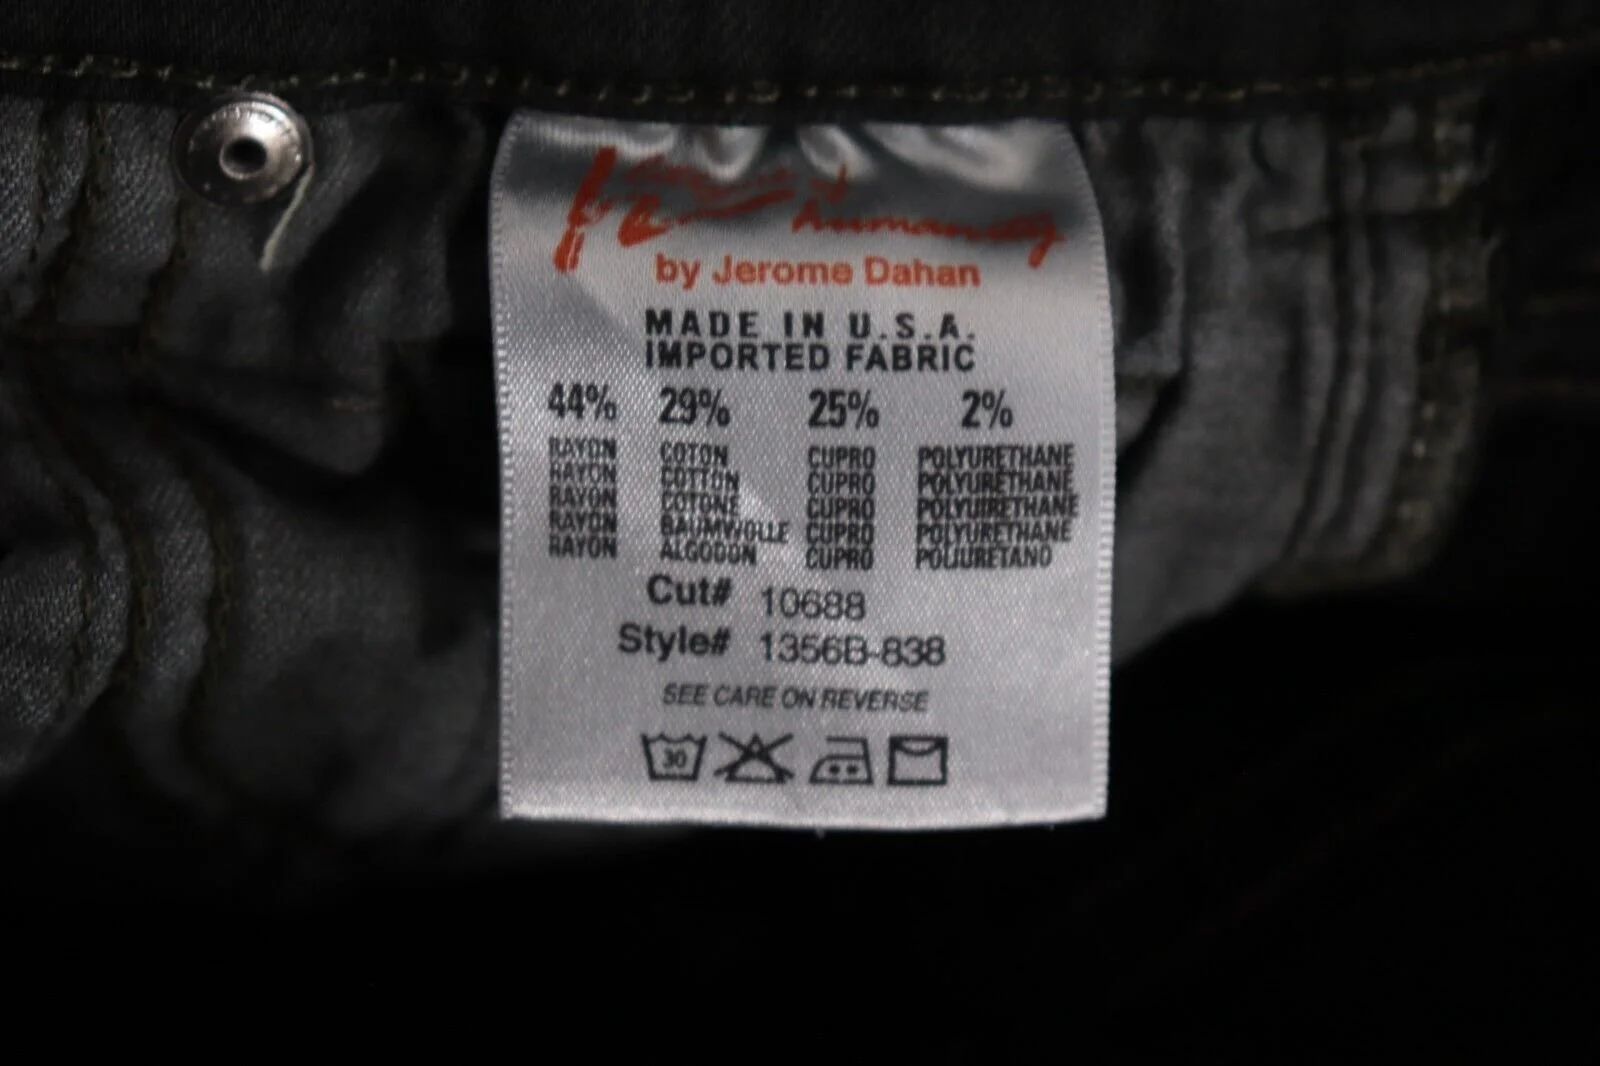 Citizens of humanity
by Jerome Dahan
MADE IN U.S.A.
IMPORTED FABRIC
44% 29% 25% 2%
RAYON COTON CUPRO POLYURETHANE
RAYON COTTON CUPRO POLYURETHANE
RAYON COTONE CUPRO POLYURETHANE
RAYON BAUMWOLLE CUPRO POLYURETHANE
RAYON ALGODON CUPRO POLIURETANO
Cut# 10688
Style# 1356B-838
SEE CARE ON REVERSE
30